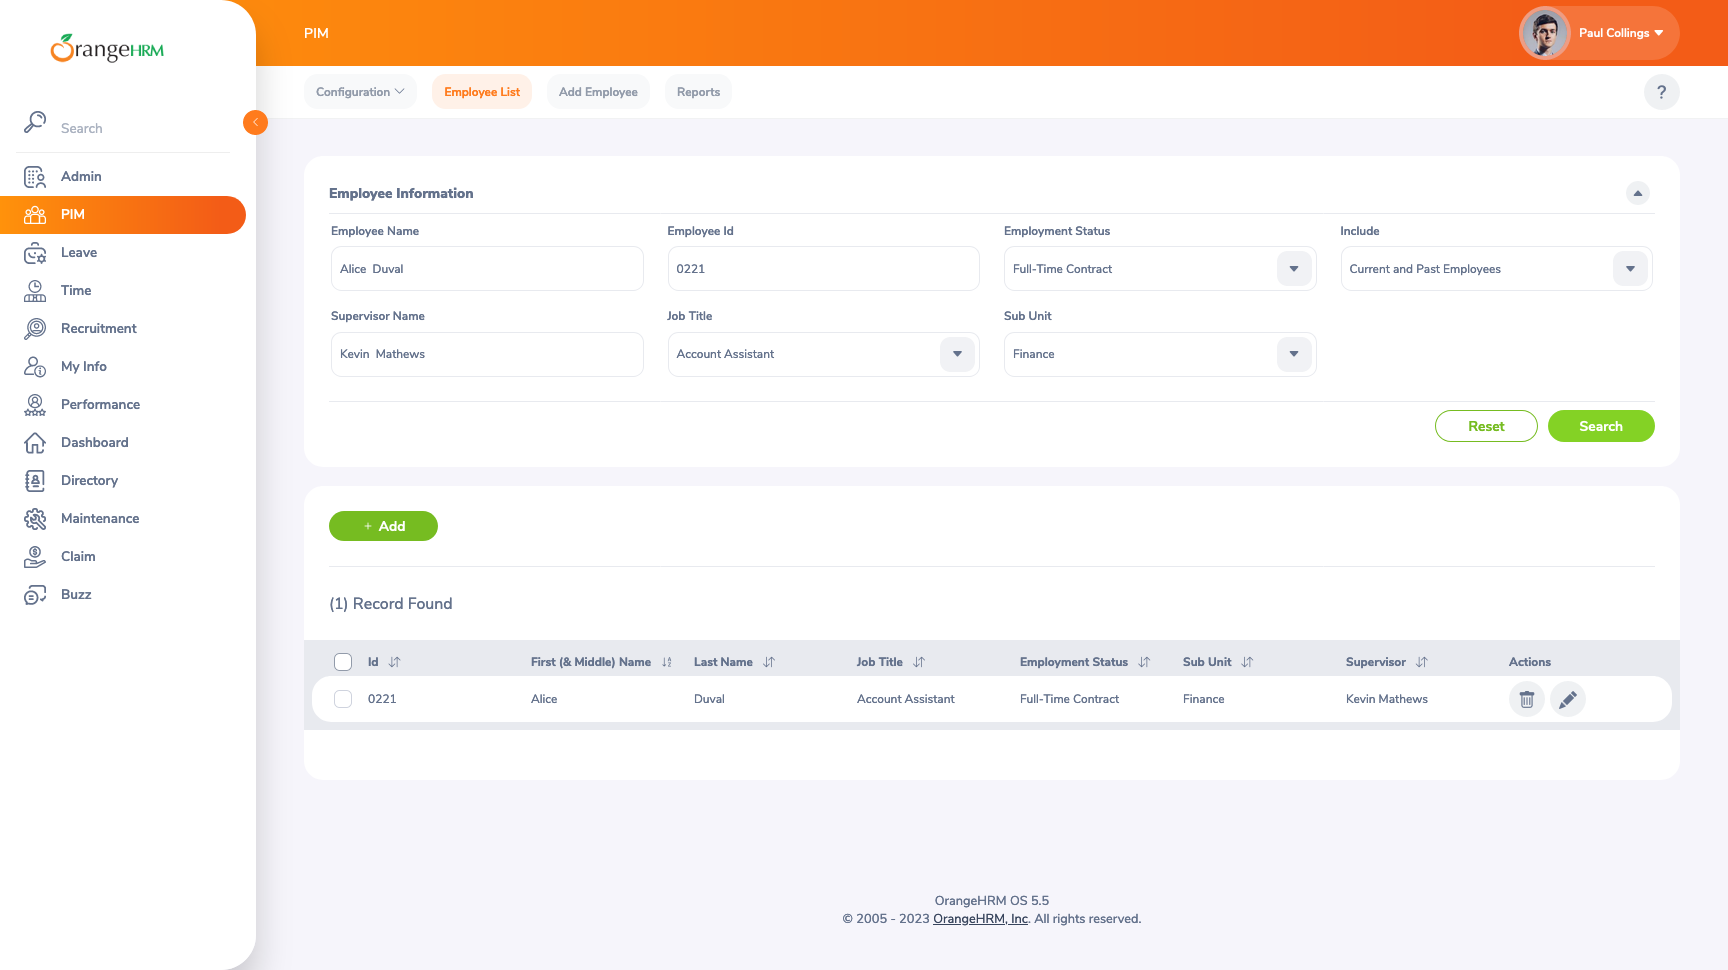 OrangeHRM
PIM
Paul Collings
Configuration
Employee List
Add Employee
Reports
?
Search
Admin
PIM
Leave
Time
Recruitment
My Info
Performance
Dashboard
Directory
Maintenance
Claim
Buzz
Employee Information
Employee Name
Employee Id
Employment Status
Include
Alice  Duval
0221
Full-Time Contract
Current and Past Employees
Supervisor Name
Job Title
Sub Unit
Kevin  Mathews
Account Assistant
Finance
Reset
Search
+ Add
(1) Record Found
Id
First (& Middle) Name
Last Name
Job Title
Employment Status
Sub Unit
Supervisor
Actions
0221
Alice
Duval
Account Assistant
Full-Time Contract
Finance
Kevin Mathews
OrangeHRM OS 5.5
© 2005 - 2023 OrangeHRM, Inc. All rights reserved.